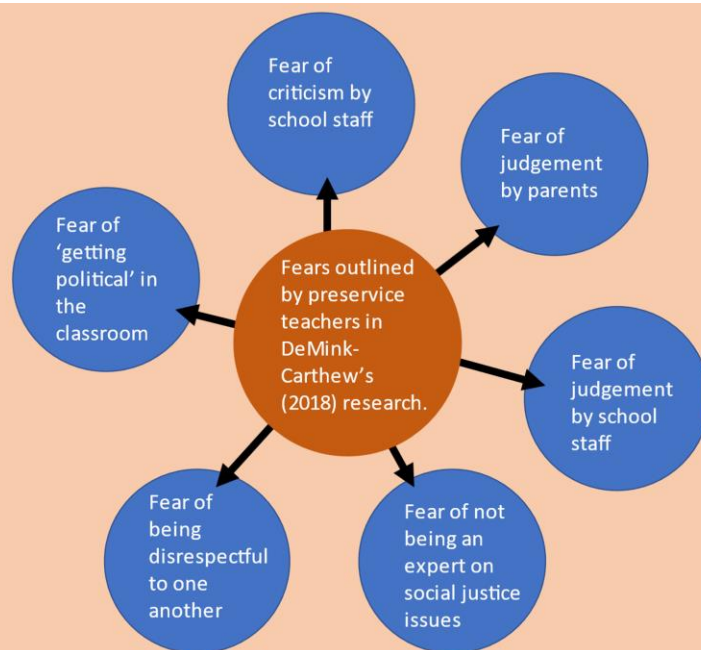 Fear of
criticism by
school staff
Fear of
judgement
by parents
Fear of
judgement
by school
staff
Fear of not
being an
expert on
social justice
issues
Fear of
being
disrespectful
to one
another
Fear of
‘getting
political’ in
the
classroom
Fears outlined
by preservice
teachers in
DeMink-
Carthew’s
(2018) research.